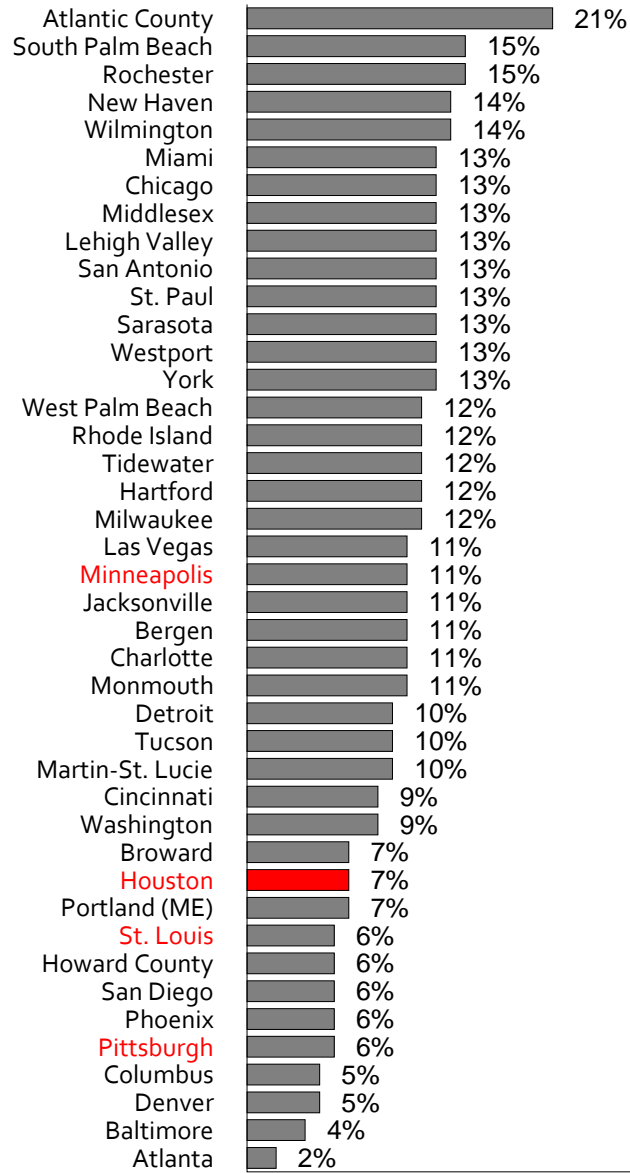 Atlantic County 21%
South Palm Beach 15%
Rochester 15%
New Haven 14%
Wilmington 14%
Miami 13%
Chicago 13%
Middlesex 13%
Lehigh Valley 13%
San Antonio 13%
St. Paul 13%
Sarasota 13%
Westport 13%
York 13%
West Palm Beach 12%
Rhode Island 12%
Tidewater 12%
Hartford 12%
Milwaukee 12%
Las Vegas 11%
Minneapolis 11%
Jacksonville 11%
Bergen 11%
Charlotte 11%
Monmouth 11%
Detroit 10%
Tucson 10%
Martin-St. Lucie 10%
Cincinnati 9%
Washington 9%
Broward 7%
Houston 7%
Portland (ME) 7%
St. Louis 6%
Howard County 6%
San Diego 6%
Phoenix 6%
Pittsburgh 6%
Columbus 5%
Denver 5%
Baltimore 4%
Atlanta 2%